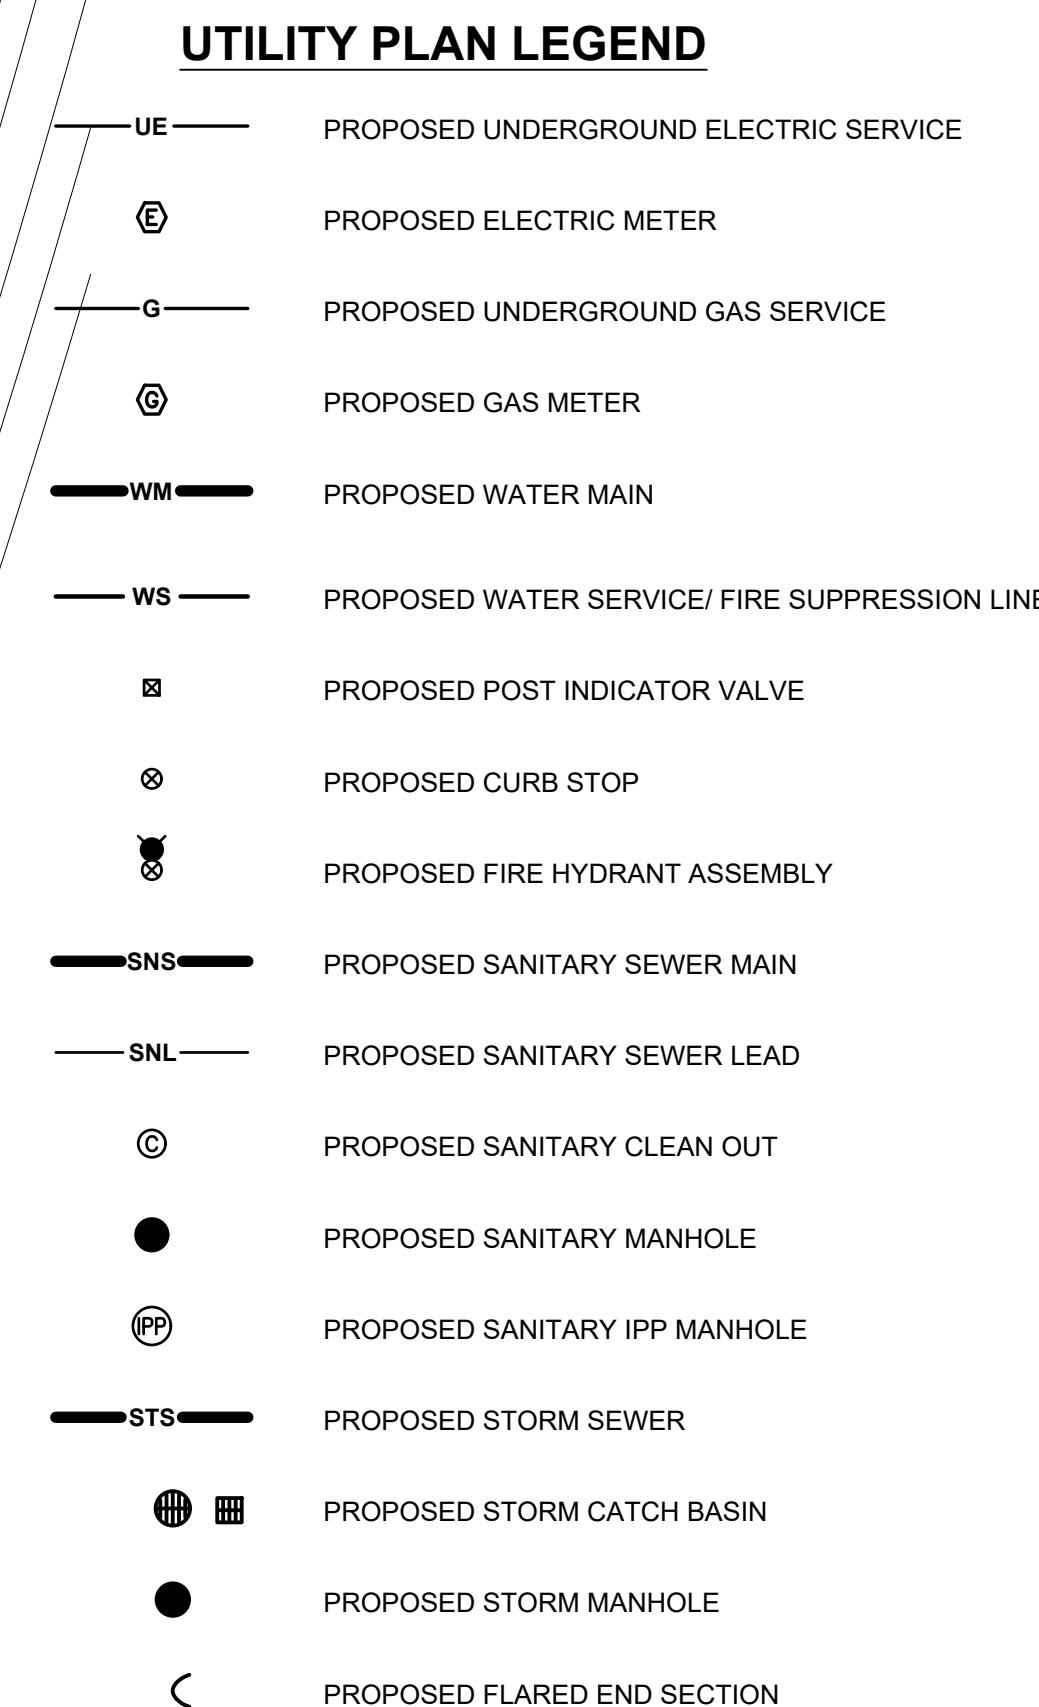 UTILITY PLAN LEGEND
UE PROPOSED UNDERGROUND ELECTRIC SERVICE
E PROPOSED ELECTRIC METER
G PROPOSED UNDERGROUND GAS SERVICE
G PROPOSED GAS METER
WM PROPOSED WATER MAIN
WS PROPOSED WATER SERVICE/ FIRE SUPPRESSION LINE
PROPOSED POST INDICATOR VALVE
PROPOSED CURB STOP
PROPOSED FIRE HYDRANT ASSEMBLY
SNS PROPOSED SANITARY SEWER MAIN
SNL PROPOSED SANITARY SEWER LEAD
C PROPOSED SANITARY CLEAN OUT
PROPOSED SANITARY MANHOLE
IPP PROPOSED SANITARY IPP MANHOLE
STS PROPOSED STORM SEWER
PROPOSED STORM CATCH BASIN
PROPOSED STORM MANHOLE
PROPOSED FLARED END SECTION